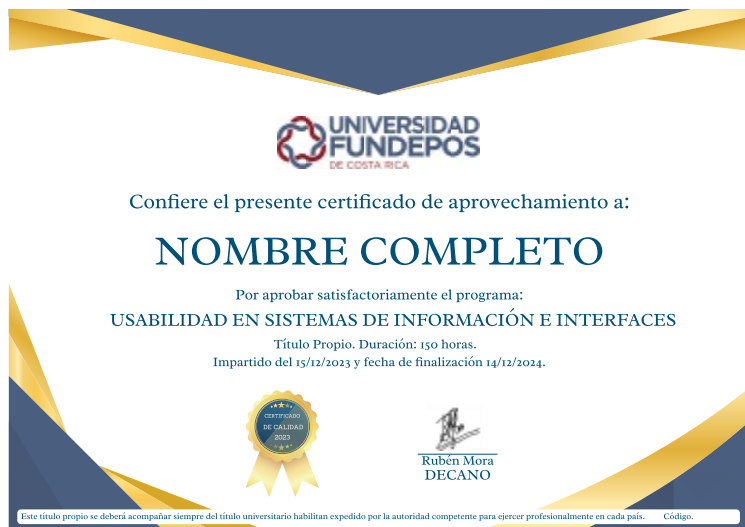 UNIVERSIDAD
FUNDEPOS
DE COSTA RICA
Confiere el presente certificado de aprovechamiento a:
NOMBRE COMPLETO
Por aprobar satisfactoriamente el programa:
USABILIDAD EN SISTEMAS DE INFORMACIÓN E INTERFACES
Título Propio. Duración: 150 horas.
Impartido del 15/12/2023 y fecha de finalización 14/12/2024.
CERTIFICADO
DE CALIDAD
2023
Rubén Mora
DECANO
Este título propio se deberá acompañar siempre del título universitario habilitan expedido por la autoridad competente para ejercer profesionalmente en cada país. Código.